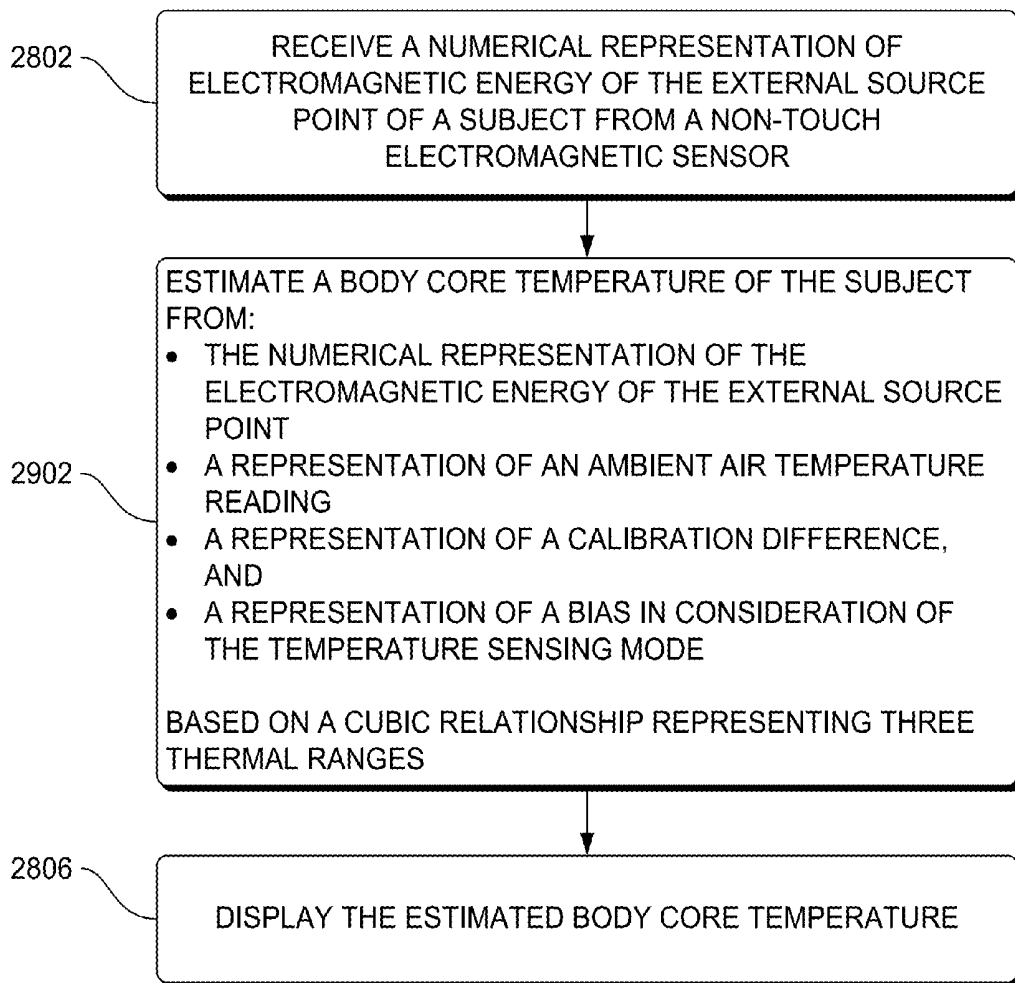 2802
RECEIVE A NUMERICAL REPRESENTATION OF
ELECTROMAGNETIC ENERGY OF THE EXTERNAL SOURCE
POINT OF A SUBJECT FROM A NON-TOUCH
ELECTROMAGNETIC SENSOR
2902
ESTIMATE A BODY CORE TEMPERATURE OF THE SUBJECT
FROM:
• THE NUMERICAL REPRESENTATION OF THE
ELECTROMAGNETIC ENERGY OF THE EXTERNAL SOURCE
POINT
• A REPRESENTATION OF AN AMBIENT AIR TEMPERATURE
READING
• A REPRESENTATION OF A CALIBRATION DIFFERENCE,
AND
• A REPRESENTATION OF A BIAS IN CONSIDERATION OF
THE TEMPERATURE SENSING MODE
BASED ON A CUBIC RELATIONSHIP REPRESENTING THREE
THERMAL RANGES
2806
DISPLAY THE ESTIMATED BODY CORE TEMPERATURE